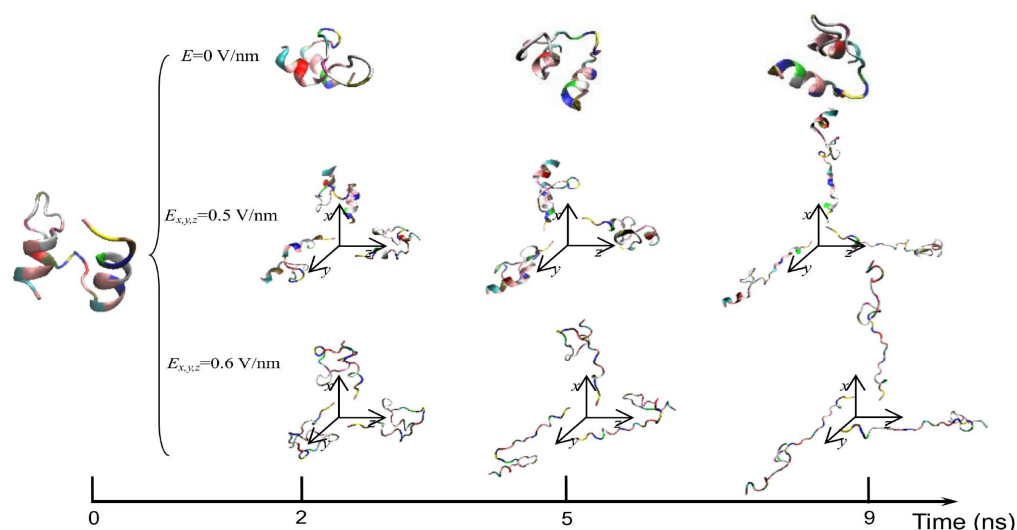 E=0 V/nm
Ex,y,z=0.5 V/nm
x
y
z
x
y
z
x
y
z
Ex,y,z=0.6 V/nm
x
y
z
x
y
z
x
y
z
0
2
5
9
Time (ns)